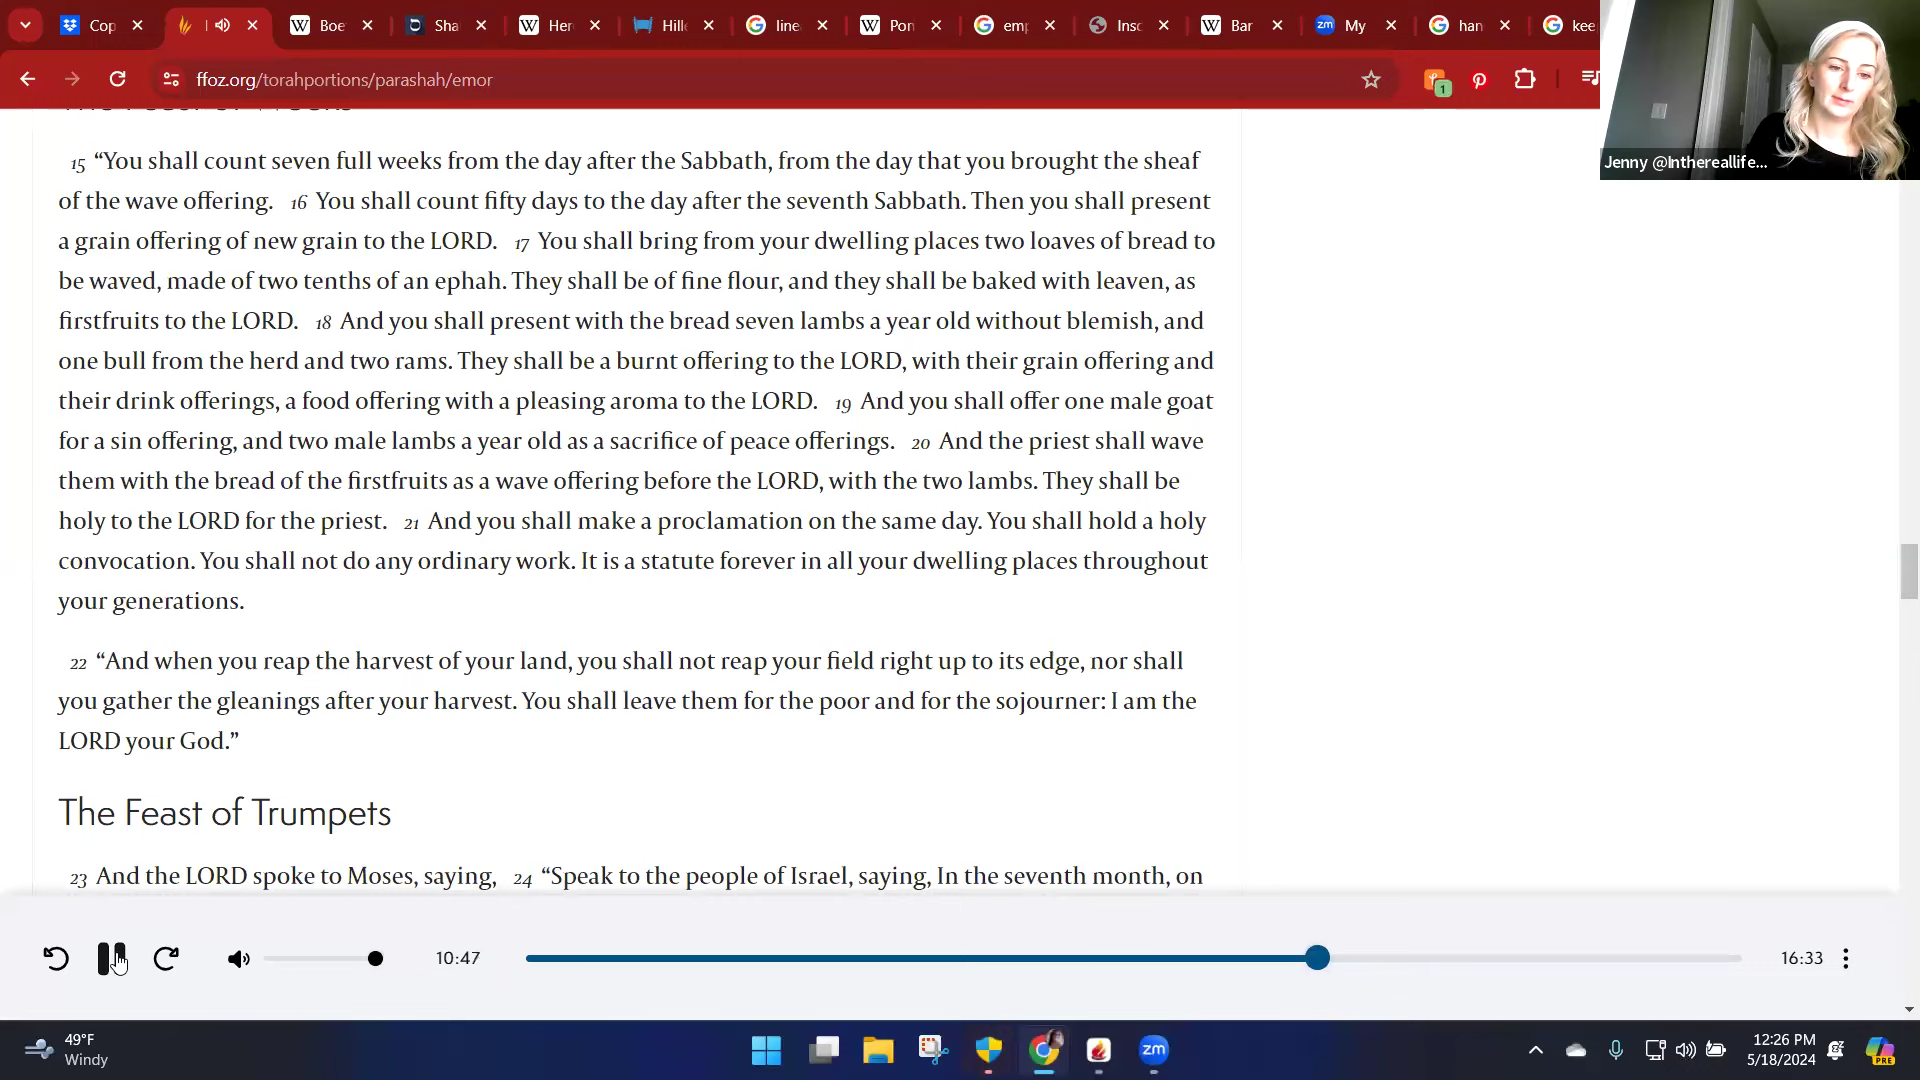 Cop
Boe
Sha
Her
Hille
line
Pon
emp
Insc
Bar
My
han
kee
ffoz.org/torahportions/parashah/emor
1
Jenny @Inthereallife...
15 “You shall count seven full weeks from the day after the Sabbath, from the day that you brought the sheaf
of the wave offering. 16 You shall count fifty days to the day after the seventh Sabbath. Then you shall present
a grain offering of new grain to the LORD. 17 You shall bring from your dwelling places two loaves of bread to
be waved, made of two tenths of an ephah. They shall be of fine flour, and they shall be baked with leaven, as
firstfruits to the LORD. 18 And you shall present with the bread seven lambs a year old without blemish, and
one bull from the herd and two rams. They shall be a burnt offering to the LORD, with their grain offering and
their drink offerings, a food offering with a pleasing aroma to the LORD. 19 And you shall offer one male goat
for a sin offering, and two male lambs a year old as a sacrifice of peace offerings. 20 And the priest shall wave
them with the bread of the firstfruits as a wave offering before the LORD, with the two lambs. They shall be
holy to the LORD for the priest. 21 And you shall make a proclamation on the same day. You shall hold a holy
convocation. You shall not do any ordinary work. It is a statute forever in all your dwelling places throughout
your generations.
22 “And when you reap the harvest of your land, you shall not reap your field right up to its edge, nor shall
you gather the gleanings after your harvest. You shall leave them for the poor and for the sojourner: I am the
LORD your God.”
The Feast of Trumpets
23 And the LORD spoke to Moses, saying, 24 “Speak to the people of Israel, saying, In the seventh month, on
10:47
16:33
49°F
Windy
zm
12:26 PM
5/18/2024
PRE